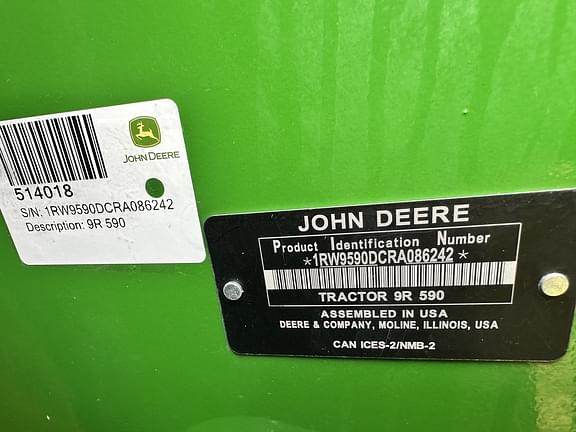 514018
JOHN DEERE
S/N: 1RW9590DCRA086242
Description: 9R 590
JOHN DEERE
Product Identification Number
*1RW9590DCRA086242*
TRACTOR 9R 590
ASSEMBLED IN USA
DEERE & COMPANY, MOLINE, ILLINOIS, USA
CAN ICES-2/NMB-2